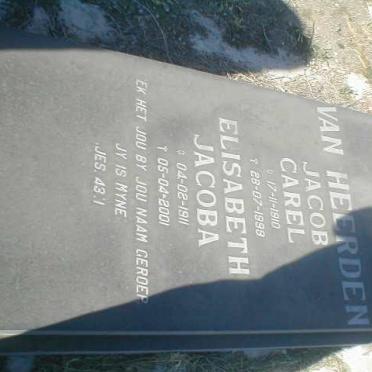 VAN HEERDEN
JACOB
CAREL
17-11-1910
28-07-1998
ELISABETH
JACOBA
04-02-1911
05-04-2001
EK HET JOU BY JOU NAAM GEROEP
JY IS MYNE
JES. 43:1